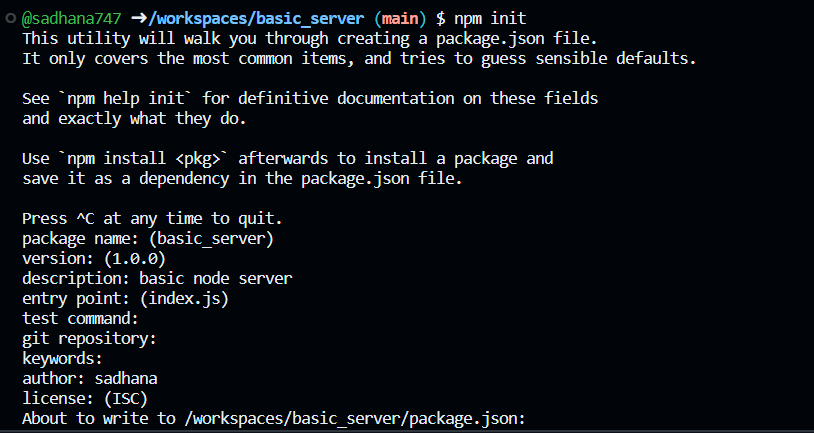 @sadhana747 ➜/workspaces/basic_server (main) $ npm init
This utility will walk you through creating a package.json file.
It only covers the most common items, and tries to guess sensible defaults.
See `npm help init` for definitive documentation on these fields
and exactly what they do.
Use `npm install <pkg>` afterwards to install a package and
save it as a dependency in the package.json file.
Press ^C at any time to quit.
package name: (basic_server)
version: (1.0.0)
description: basic node server
entry point: (index.js)
test command:
git repository:
keywords:
author: sadhana
license: (ISC)
About to write to /workspaces/basic_server/package.json: